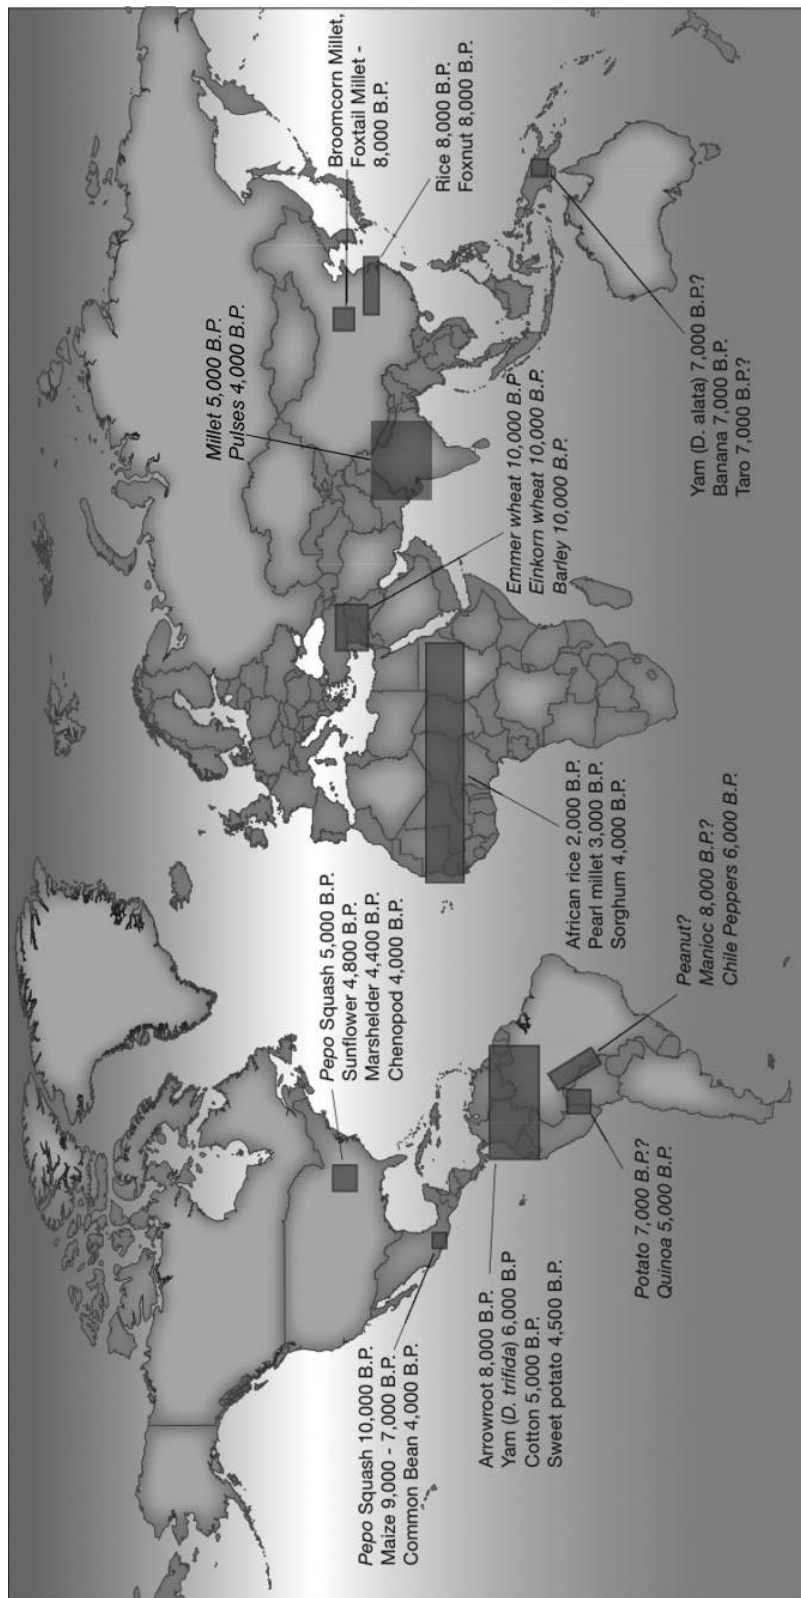 Pepo Squash 10,000 B.P.
Maize 9,000 - 7,000 B.P.
Common Bean 4,000 B.P.
Pepo Squash 5,000 B.P.
Sunflower 4,800 B.P.
Marshelder 4,400 B.P.
Chenopod 4,000 B.P.
Arrowroot 8,000 B.P.
Yam (D. trifida) 6,000 B.P
Cotton 5,000 B.P.
Sweet potato 4,500 B.P.
Potato 7,000 B.P.?
Quinoa 5,000 B.P.
Peanut?
Manioc 8,000 B.P.?
Chile Peppers 6,000 B.P.
African rice 2,000 B.P.
Pearl millet 3,000 B.P.
Sorghum 4,000 B.P.
Emmer wheat 10,000 B.P
Einkorn wheat 10,000 B.P.
Barley 10,000 B.P.
Millet 5,000 B.P.
Pulses 4,000 B.P.
Broomcorn Millet,
Foxtail Millet -
8,000 B.P.
Rice 8,000 B.P.
Foxnut 8,000 B.P.
Yam (D. alata) 7,000 B.P.?
Banana 7,000 B.P.
Taro 7,000 B.P.?